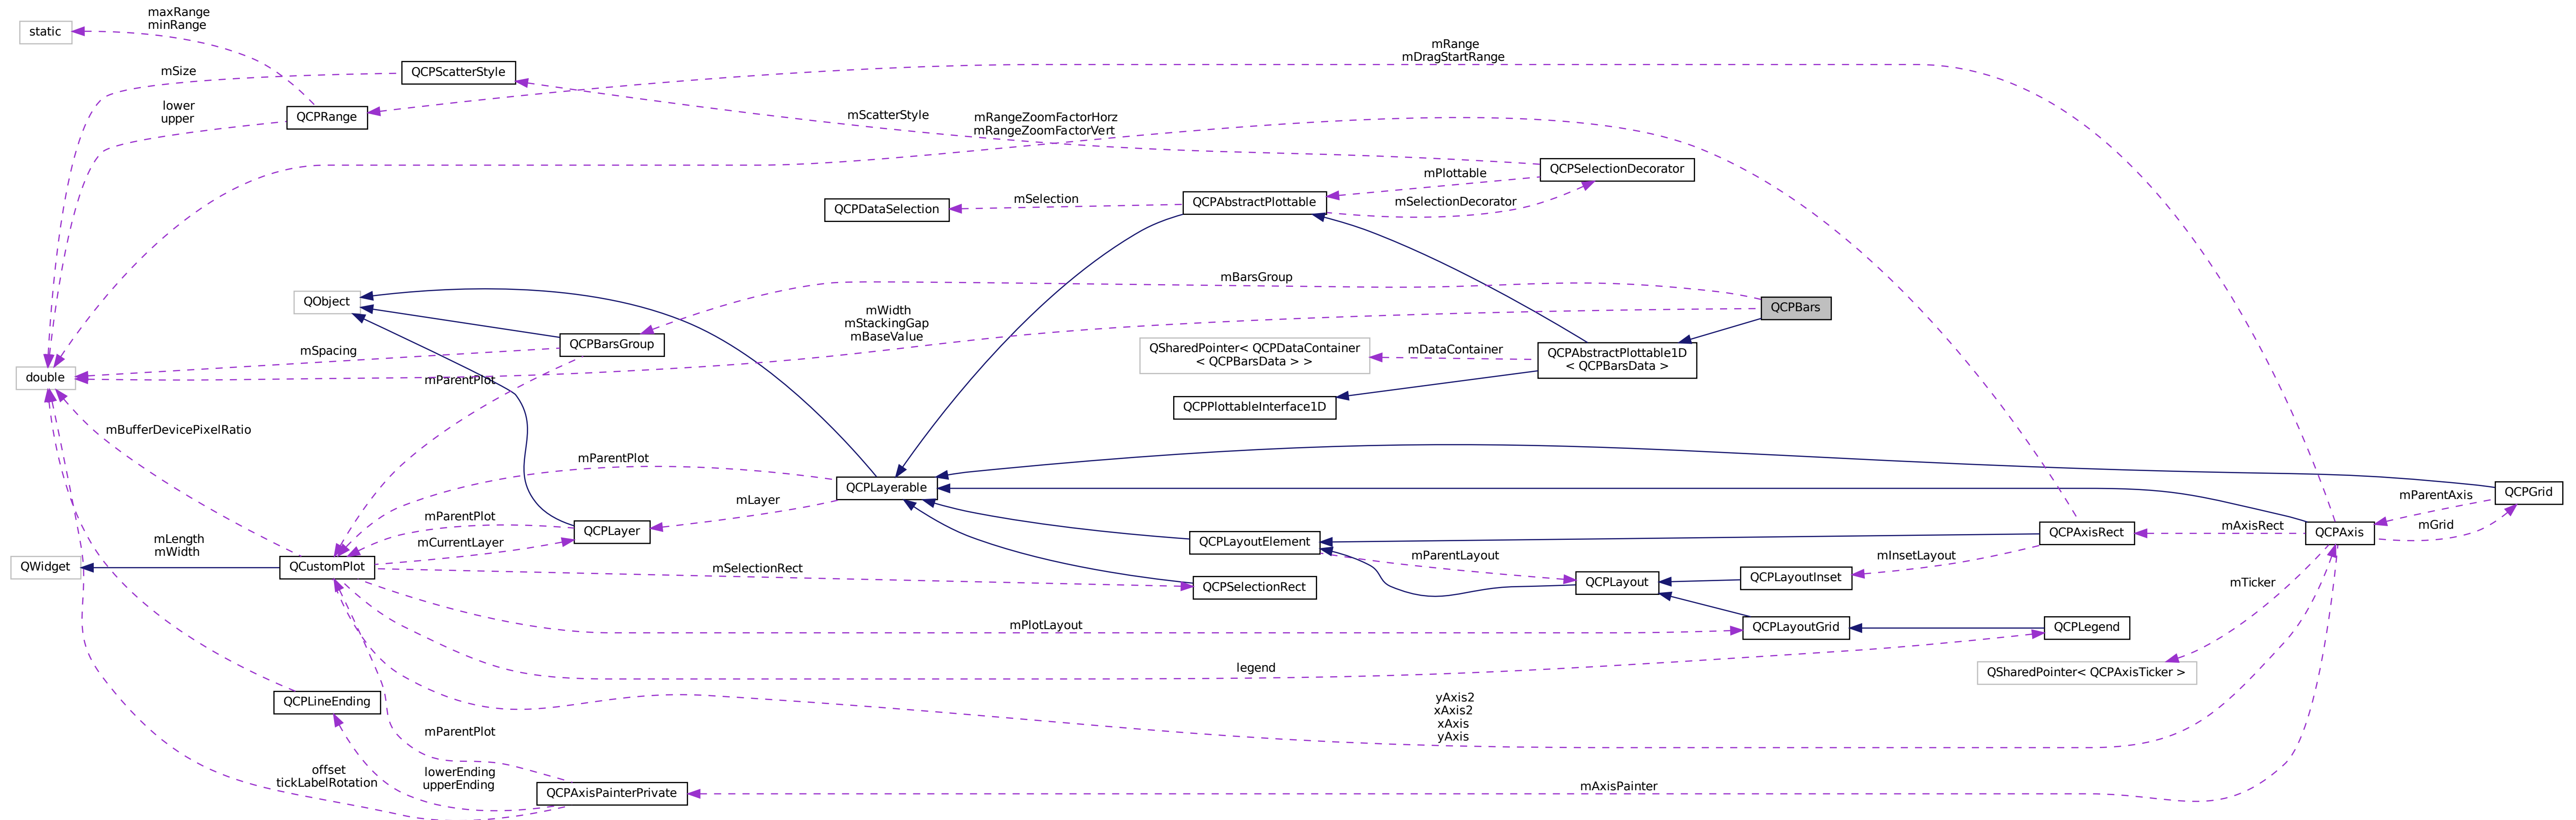 maxRange
minRange
static
mRange
mDragStartRange
mSize
QCPScatterStyle
lower
upper
QCPRange
mScatterStyle
mRangeZoomFactorHorz
mRangeZoomFactorVert
QCPSelectionDecorator
mPlottable
mSelection
QCPAbstractPlottable
mSelectionDecorator
QCPDataSelection
mBarsGroup
QObject
QCPBars
mWidth
mStackingGap
mBaseValue
QCPBarsGroup
mSpacing
QSharedPointer< QCPDataContainer
< QCPBarsData > >
mDataContainer
QCPAbstractPlottable1D
< QCPBarsData >
double
mParentPlot
QCPPlottableInterface1D
mBufferDevicePixelRatio
mParentPlot
QCPLayerable
mLayer
QCPGrid
mParentAxis
mGrid
mParentPlot
QCPLayer
mCurrentLayer
mLength
mWidth
QCPLayoutElement
QCPAxisRect
mAxisRect
QCPAxis
mParentLayout
mInsetLayout
QWidget
QCustomPlot
mSelectionRect
QCPSelectionRect
QCPLayout
QCPLayoutInset
mTicker
mPlotLayout
QCPLayoutGrid
QCPLegend
legend
QSharedPointer< QCPAxisTicker >
QCPLineEnding
yAxis2
xAxis2
xAxis
yAxis
mParentPlot
offset
tickLabelRotation
lowerEnding
upperEnding
QCPAxisPainterPrivate
mAxisPainter